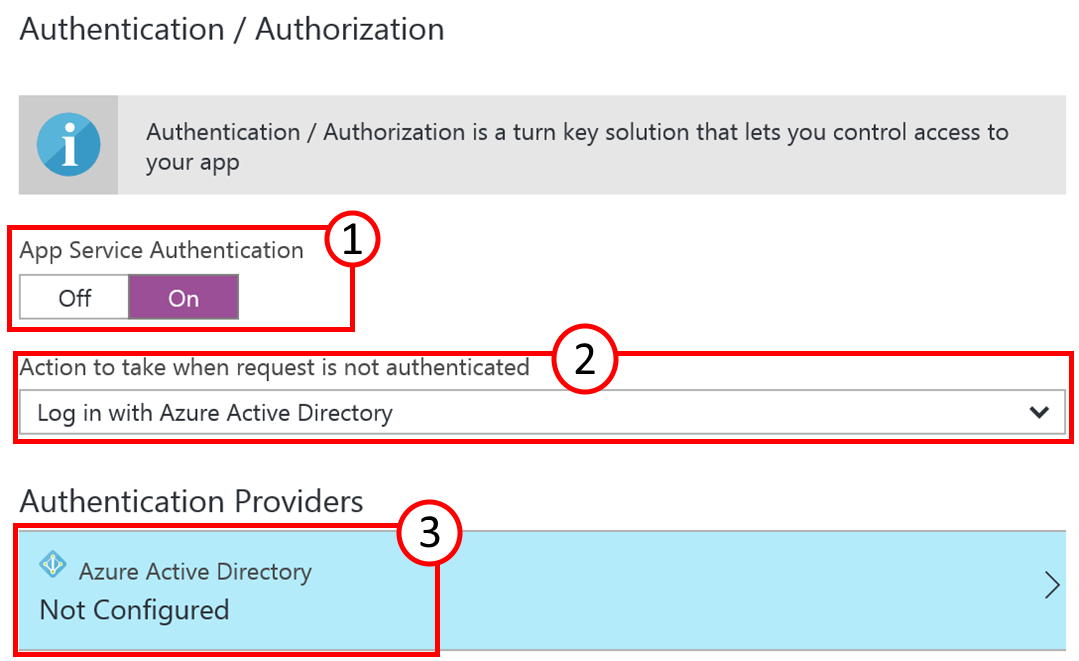 Authentication / Authorization
Authentication / Authorization is a turn key solution that lets you control access to
your app
App Service Authentication
1
Off
On
Action to take when request is not authenticated
2
Log in with Azure Active Directory
Authentication Providers
3
Azure Active Directory
Not Configured